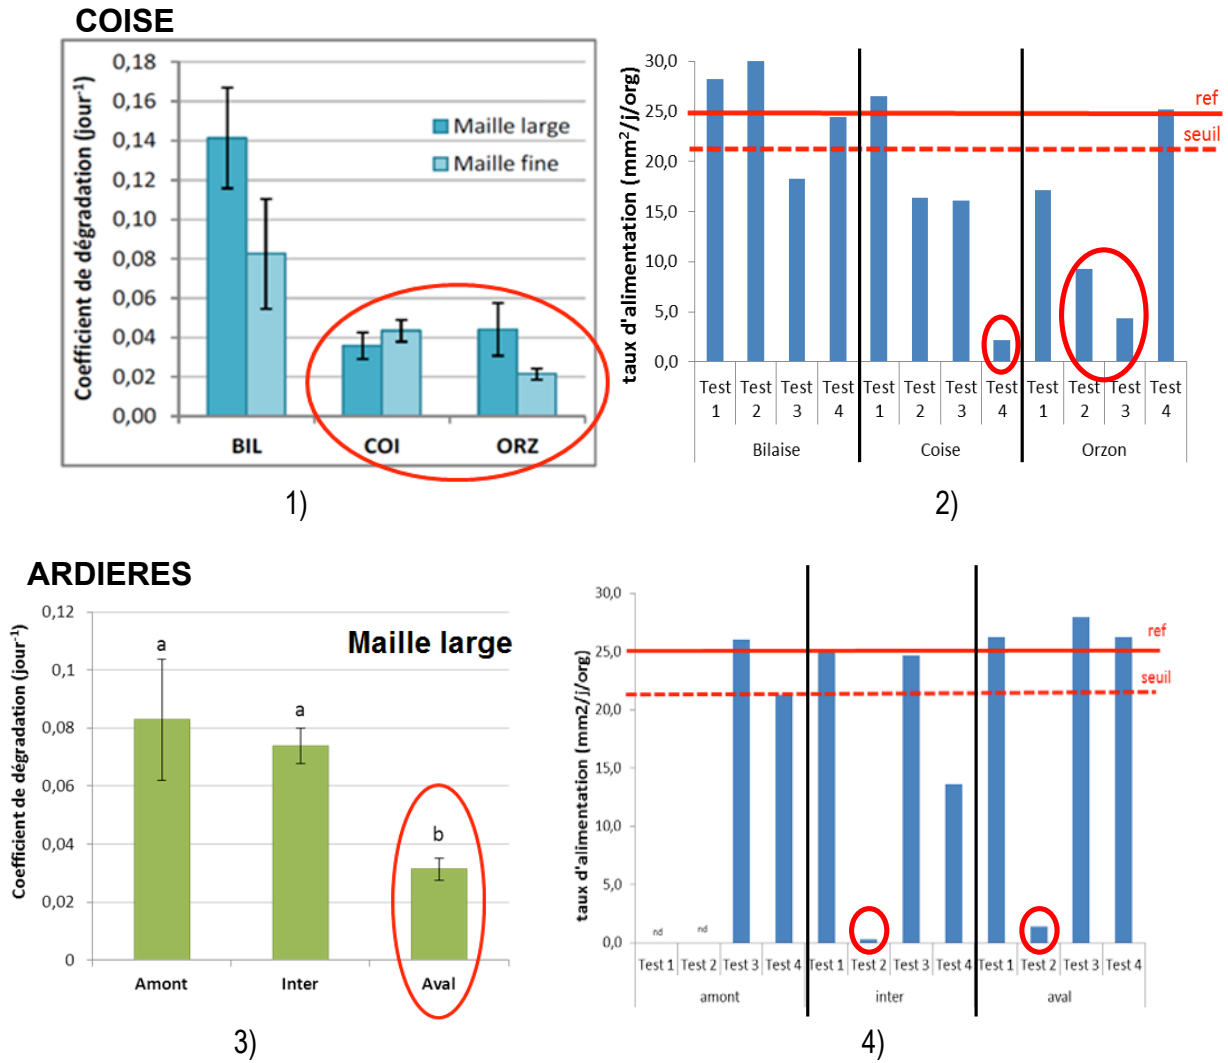 COISE
Coefficient de dégradation (jour-1)
0,18
0,16
0,14
0,12
0,10
0,08
0,06
0,04
0,02
0,00
Maille large
Maille fine
BIL COI ORZ
1)
taux d'alimentation (mm²/j/org)
30,0
25,0
20,0
15,0
10,0
5,0
0,0
ref
seuil
Test 1 Test 2 Test 3 Test 4 Test 1 Test 2 Test 3 Test 4 Test 1 Test 2 Test 3 Test 4
Bilaise Coise Orzon
2)
ARDIERES
Coefficient de dégradation (jour-1)
0,12
0,1
0,08
0,06
0,04
0,02
0
Maille large
a
a
b
Amont Inter Aval
3)
taux d'alimentation (mm2/j/org)
30,0
25,0
20,0
15,0
10,0
5,0
0,0
ref
seuil
nd nd
Test 1 Test 2 Test 3 Test 4 Test 1 Test 2 Test 3 Test 4 Test 1 Test 2 Test 3 Test 4
amont inter aval
4)